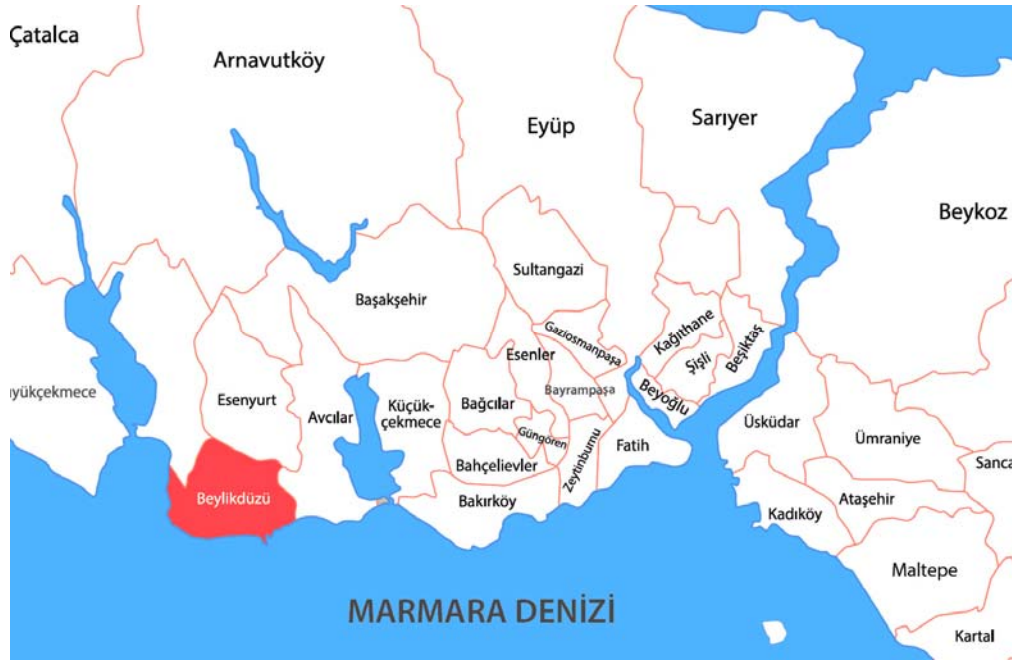 Çatalca
Arnavutköy
Eyüp
Sarıyer
Beykoz
Sultangazi
Başakşehir
Gaziosmanpaşa
Kağıthane
Şişli
Beşiktaş
Esenler
Bayrampaşa
Beyoğlu
yükçekmece
Esenyurt
Avcılar
Küçük-
çekmece
Bağcılar
Güngören
Bahçelievler
Zeytinburnu
Fatih
Üsküdar
Ümraniye
Sanca
Beylikdüzü
Bakırköy
Kadıköy
Ataşehir
Maltepe
MARMARA DENİZİ
Kartal